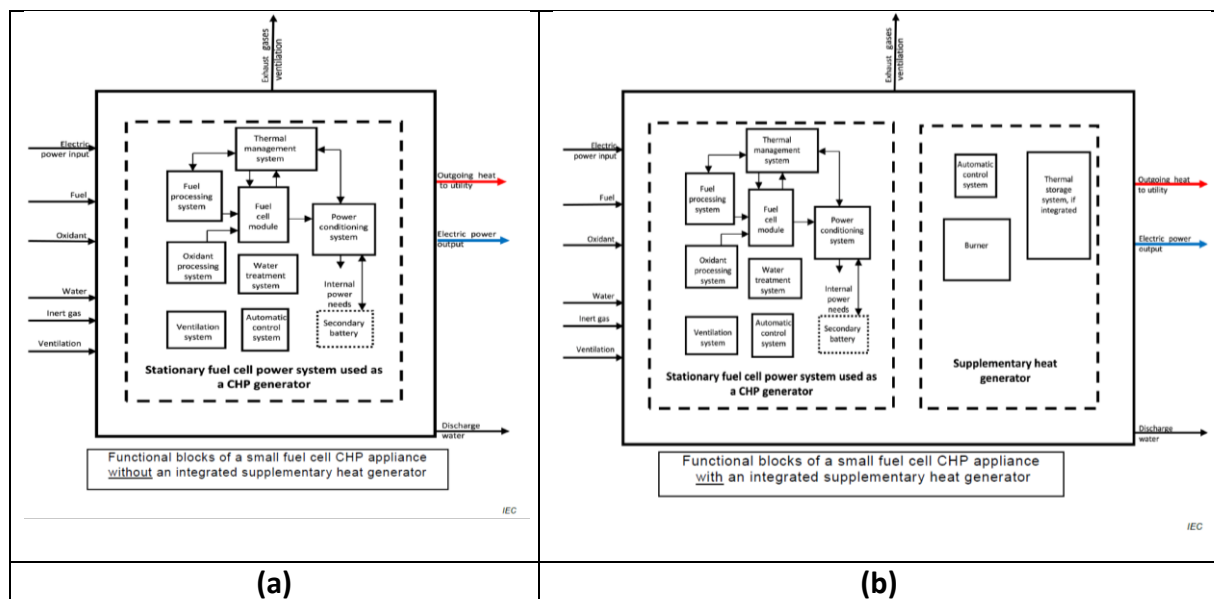 Exhaust gases
ventilation
Electric
power input
Fuel
Oxidant
Water
Inert gas
Ventilation
Thermal
management
system
Fuel
processing
system
Fuel
cell
module
Power
conditioning
system
Oxidant
processing
system
Water
treatment
system
Internal
power
needs
Ventilation
system
Automatic
control
system
Secondary
battery
Stationary fuel cell power system used as
a CHP generator
Outgoing heat
to utility
Electric power
output
Discharge
water
Functional blocks of a small fuel cell CHP appliance
without an integrated supplementary heat generator
IEC
(a)
Exhaust gases
ventilation
Electric
power input
Fuel
Oxidant
Water
Inert gas
Ventilation
Thermal
management
system
Fuel
processing
system
Fuel
cell
module
Power
conditioning
system
Oxidant
processing
system
Water
treatment
system
Internal
power
needs
Ventilation
system
Automatic
control
system
Secondary
battery
Stationary fuel cell power system used as
a CHP generator
Automatic
control
system
Thermal
storage
system, if
integrated
Burner
Supplementary heat
generator
Outgoing heat
to utility
Electric power
output
Discharge
water
Functional blocks of a small fuel cell CHP appliance
with an integrated supplementary heat generator
IEC
(b)